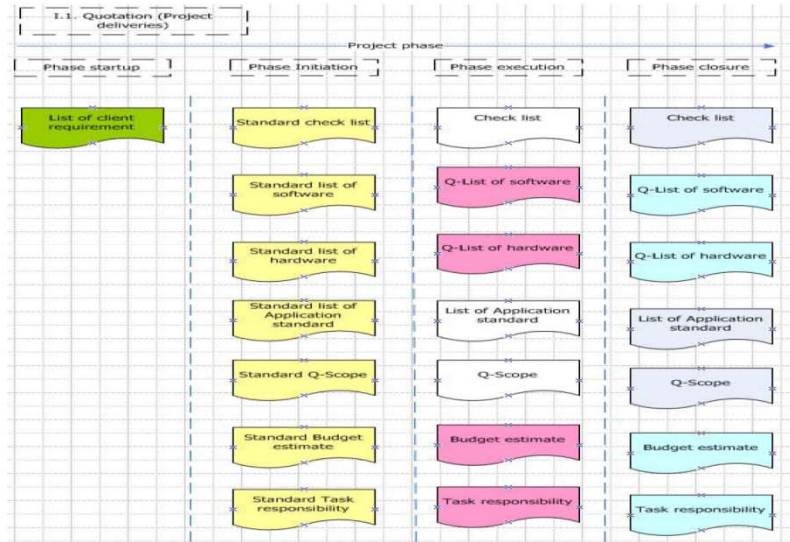 I.1. Quotation (Project
deliveries)
Project phase
Phase startup
Phase Initiation
Phase execution
Phase closure
List of client
requirement
Standard check list
Check list
Check list
Standard list of
software
Q-List of software
Q-List of software
Standard list of
hardware
Q-List of hardware
Q-List of hardware
Standard list of
Application
standard
List of Application
standard
List of Application
standard
Standard Q-Scope
Q-Scope
Q-Scope
Standard Budget
estimate
Budget estimate
Budget estimate
Standard Task
responsibility
Task responsibility
Task responsibility